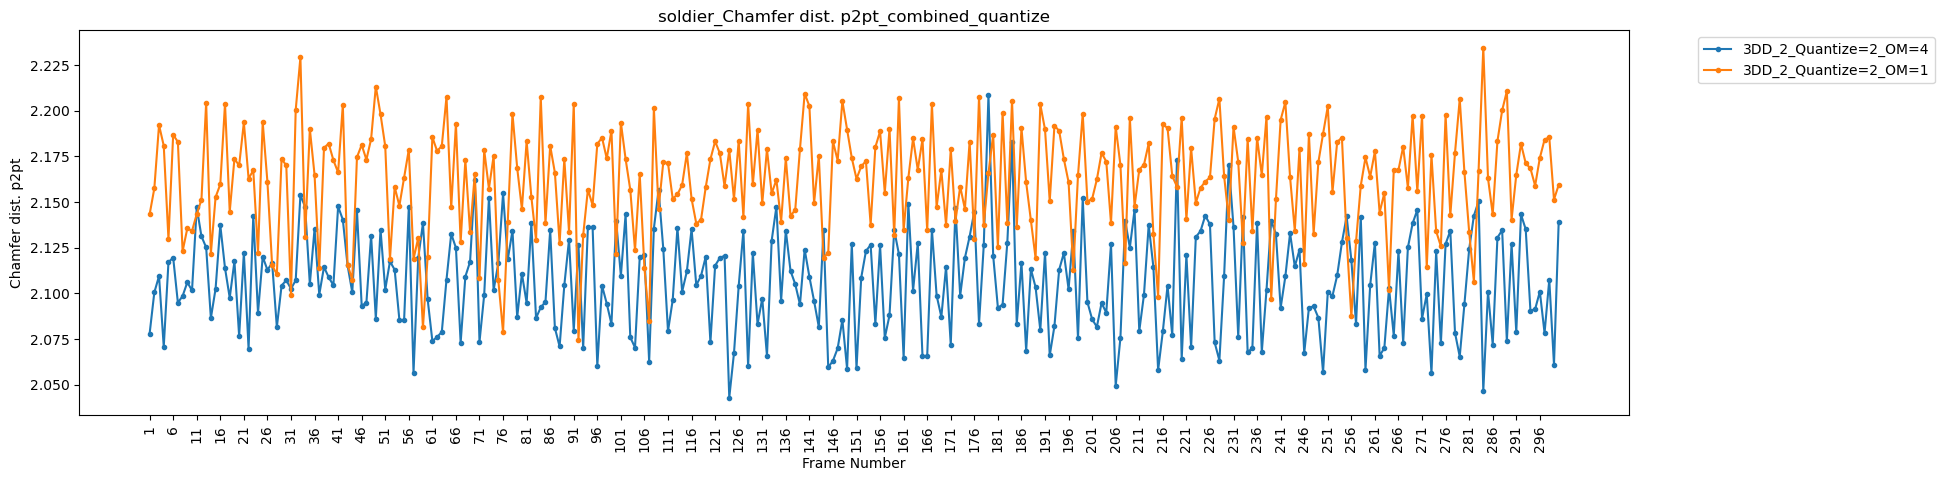 soldier_Chamfer dist. p2pt_combined_quantize
Chamfer dist. p2pt
2.225
2.200
2.175
2.150
2.125
2.100
2.075
2.050
1 6 11 16 21 26 31 36 41 46 51 56 61 66 71 76 81 86 91 96 101 106 111 116 121 126 131 136 141 146 151 156 161 166 171 176 181 186 191 196 201 206 211 216 221 226 231 236 241 246 251 256 261 266 271 276 281 286 291 296
Frame Number
3DD_2_Quantize=2_OM=4
3DD_2_Quantize=2_OM=1